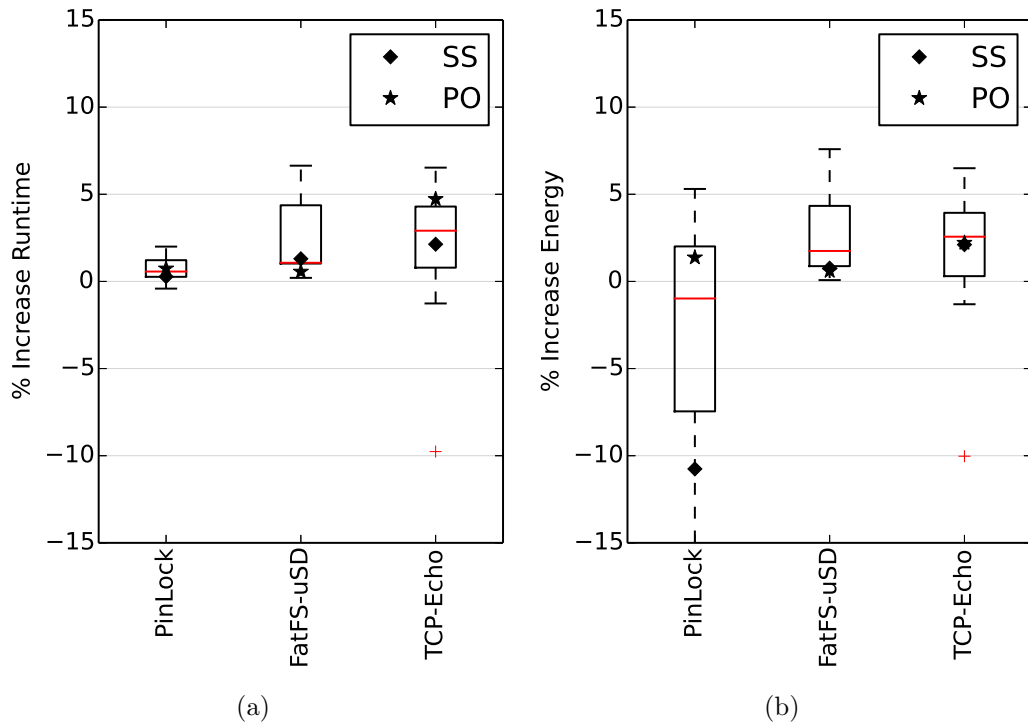 15
10
5
0
−5
−10
−15
% Increase Runtime
SS
PO
PinLock
FatFS-uSD
TCP-Echo
(a)
15
10
5
0
−5
−10
−15
% Increase Energy
SS
PO
PinLock
FatFS-uSD
TCP-Echo
(b)